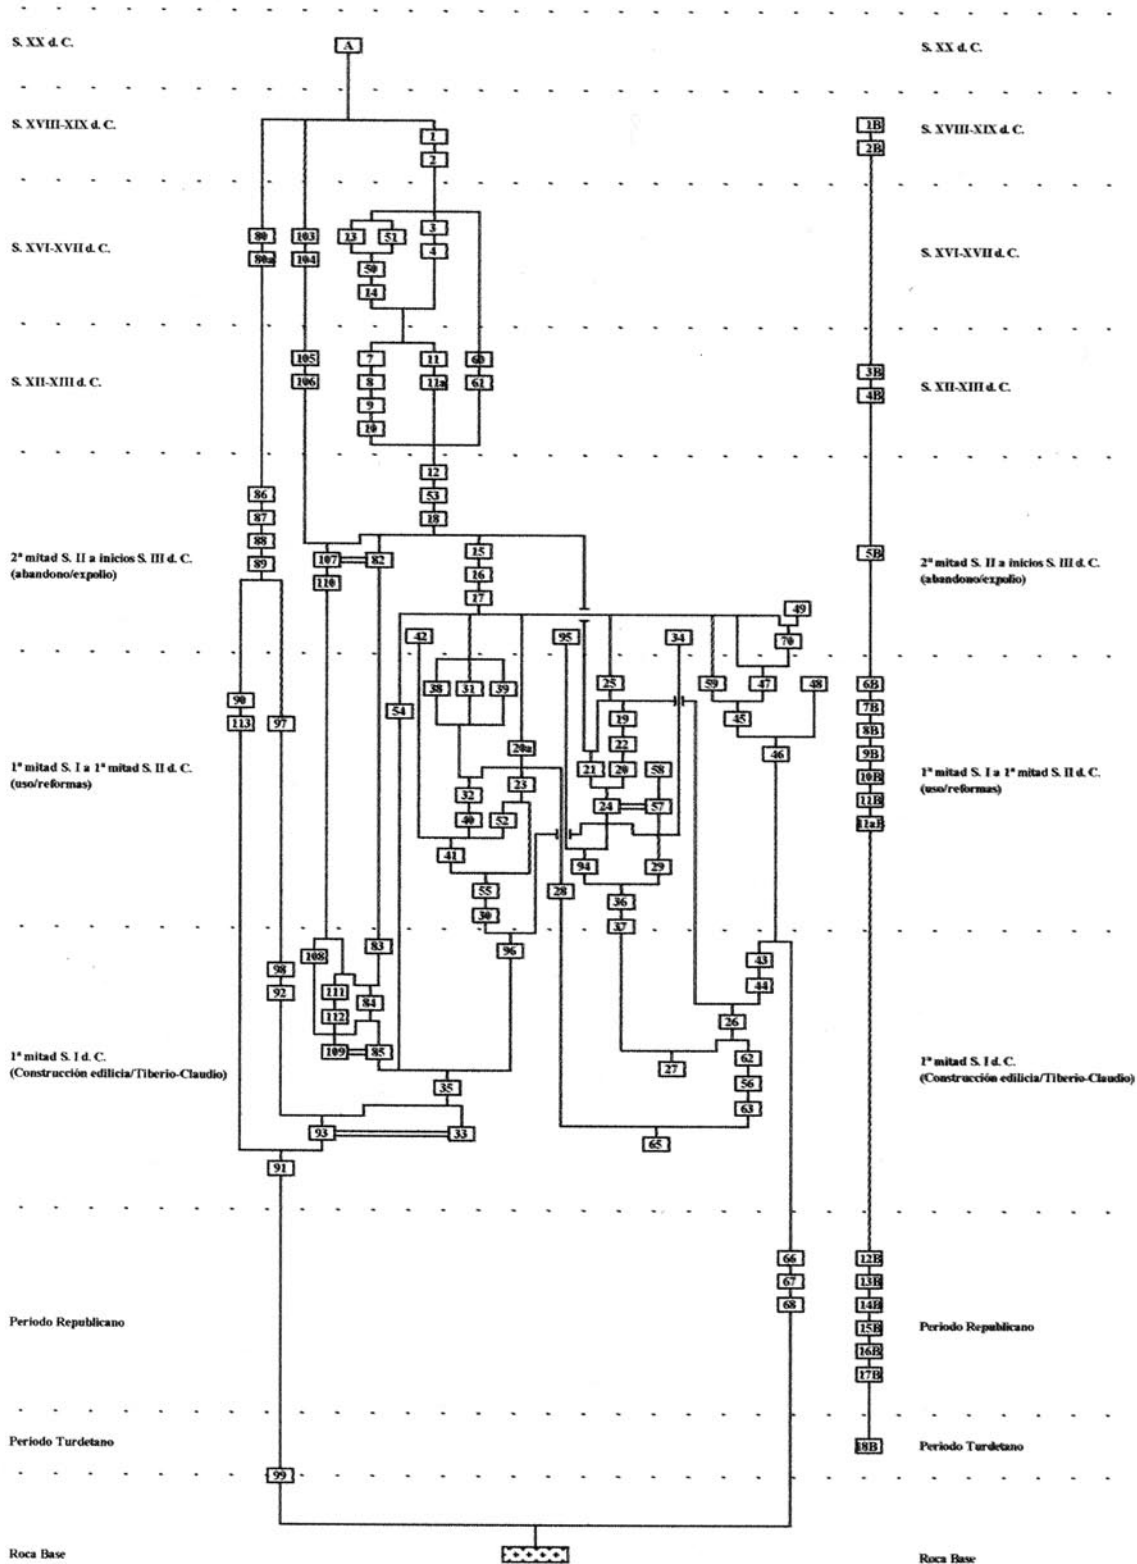 S. XX d. C. A S. XX d. C.
S. XVIII-XIX d. C. 1 1B S. XVIII-XIX d. C.
2 2B
3
80 103 13 51
S. XVI-XVII d. C. 80a 104 4 S. XVI-XVII d. C.
50
14
105 7 11 60
106 8 11a 61 3B
S. XII-XIII d. C. 9 4B S. XII-XIII d. C.
10
12
86 53
87 18
88
89 107 82 15 5B
2ª mitad S. II a inicios S. III d. C. 2ª mitad S. II a inicios S. III d. C.
(abandono/expolio) 110 16 (abandono/expolio)
17 49
42 95 34 70
38 31 39 25 59 47 48 6B
90 54 19 45 7B
113 97 22 8B
20a 46 9B
1ª mitad S. I a 1ª mitad S. II d. C. 23 21 20 58 10B 1ª mitad S. I a 1ª mitad S. II d. C.
(uso/reformas) 32 24 57 11B (uso/reformas)
40 52 11aB
41 94 29
55 28 36
30 37
108 83 96 43
98 111 44
92 84
112 26
109 85 62
1ª mitad S. I d. C. 27 1ª mitad S. I d. C.
(Construcción edilicia/Tiberio-Claudio) 35 56 (Construcción edilicia/Tiberio-Claudio)
63
93 33 65
91
66 12B
67 13B
68 14B
Periodo Republicano 15B Periodo Republicano
16B
17B
Periodo Turdetano 18B Periodo Turdetano
99
Roca Base Roca Base